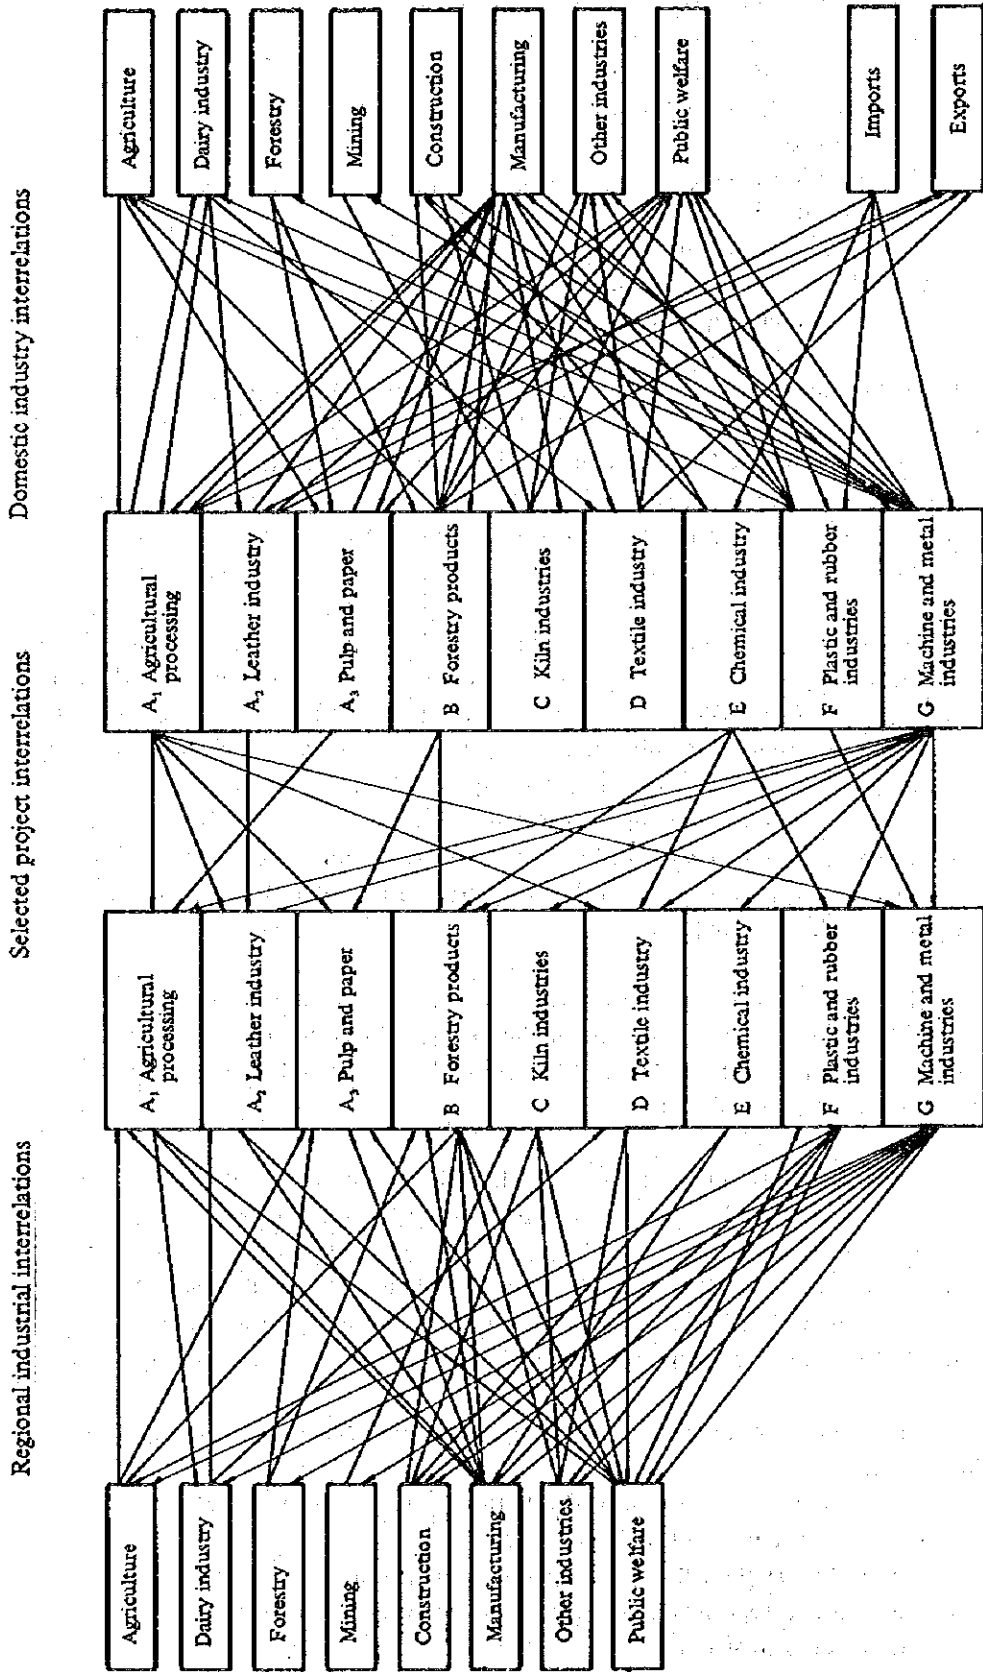 Regional industrial interrelations
Selected project interrelations
Domestic industry interrelations
Agriculture
Dairy industry
Forestry
Mining
Construction
Manufacturing
Other industries
Public welfare
A₁ Agricultural
processing
A₂ Leather industry
A₃ Pulp and paper
B Forestry products
C Kiln industries
D Textile industry
E Chemical industry
F Plastic and rubber
industries
G Machine and metal
industries
A₁ Agricultural
processing
A₂ Leather industry
A₃ Pulp and paper
B Forestry products
C Kiln industries
D Textile industry
E Chemical industry
F Plastic and rubber
industries
G Machine and metal
industries
Agriculture
Dairy industry
Forestry
Mining
Construction
Manufacturing
Other industries
Public welfare
Imports
Exports